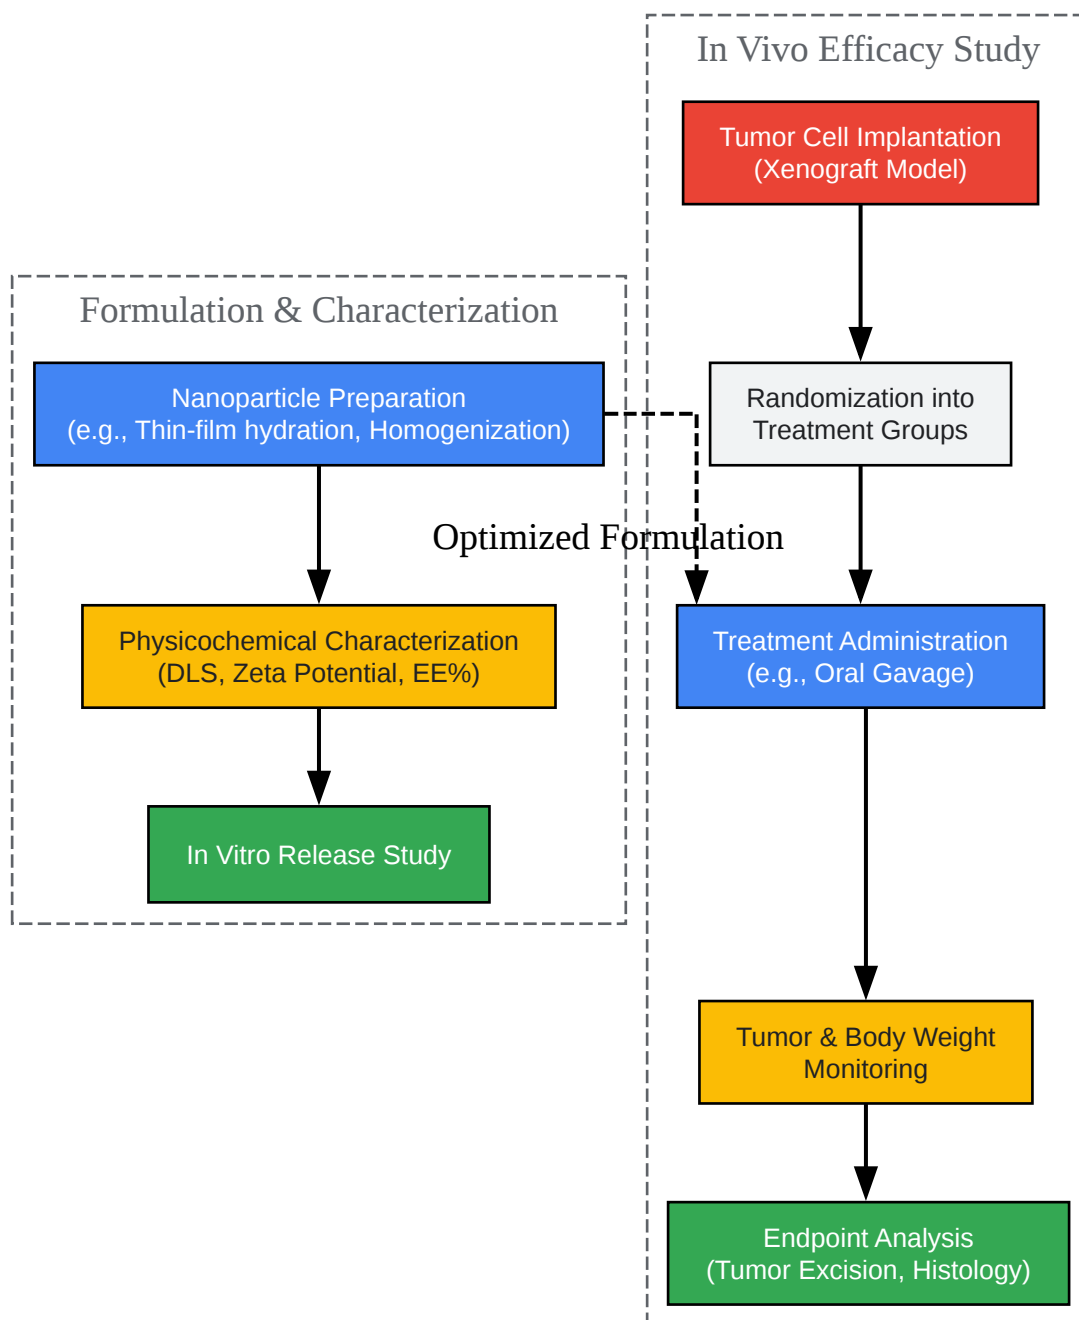 In Vivo Efficacy Study
Tumor Cell Implantation
(Xenograft Model)
Formulation & Characterization
Nanoparticle Preparation
(e.g., Thin-film hydration, Homogenization)
Randomization into
Treatment Groups
Optimized Formulation
Physicochemical Characterization
(DLS, Zeta Potential, EE%)
Treatment Administration
(e.g., Oral Gavage)
In Vitro Release Study
Tumor & Body Weight
Monitoring
Endpoint Analysis
(Tumor Excision, Histology)